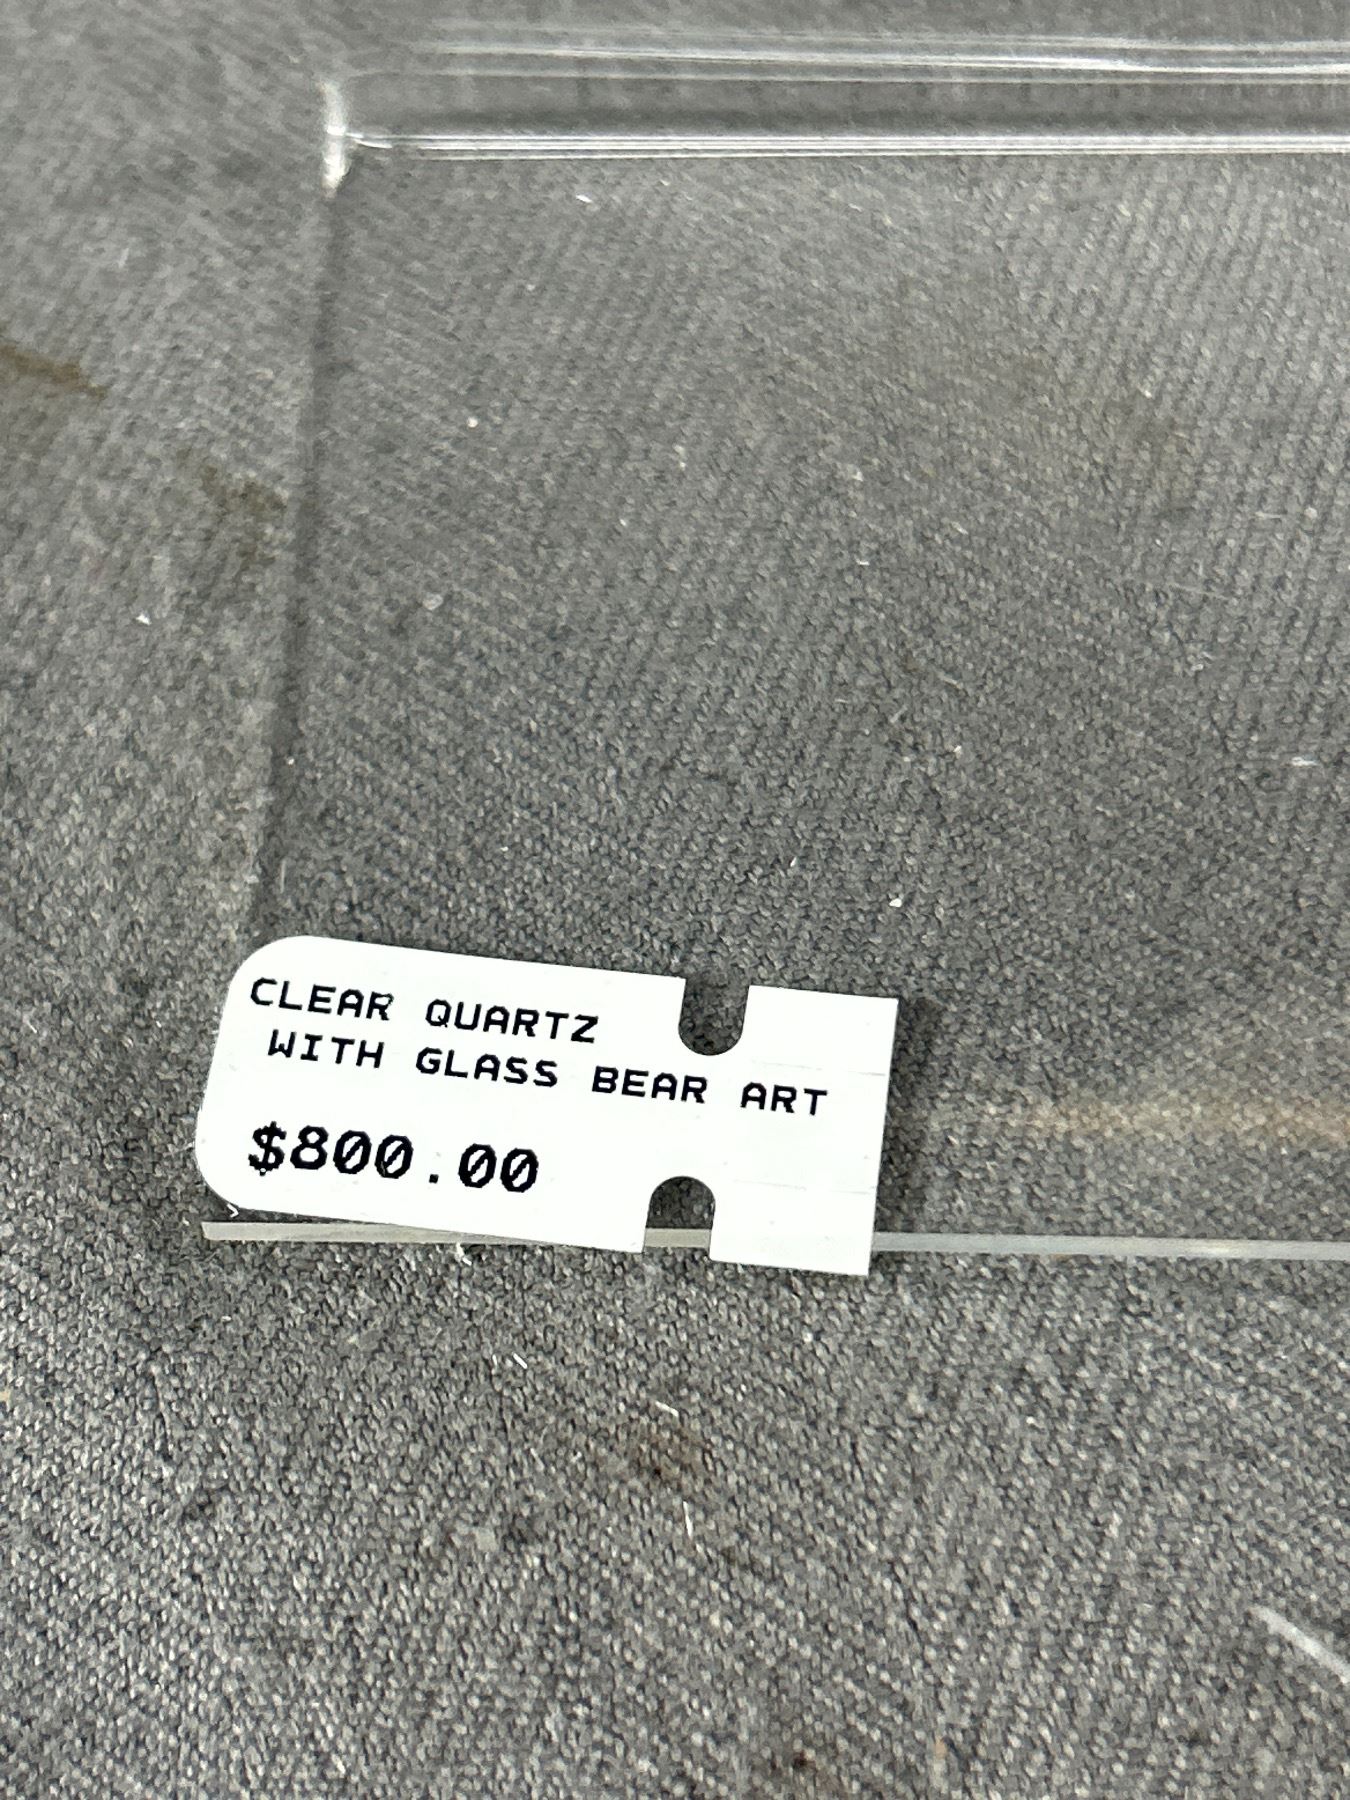 CLEAR QUARTZ
WITH GLASS BEAR ART
$800.00